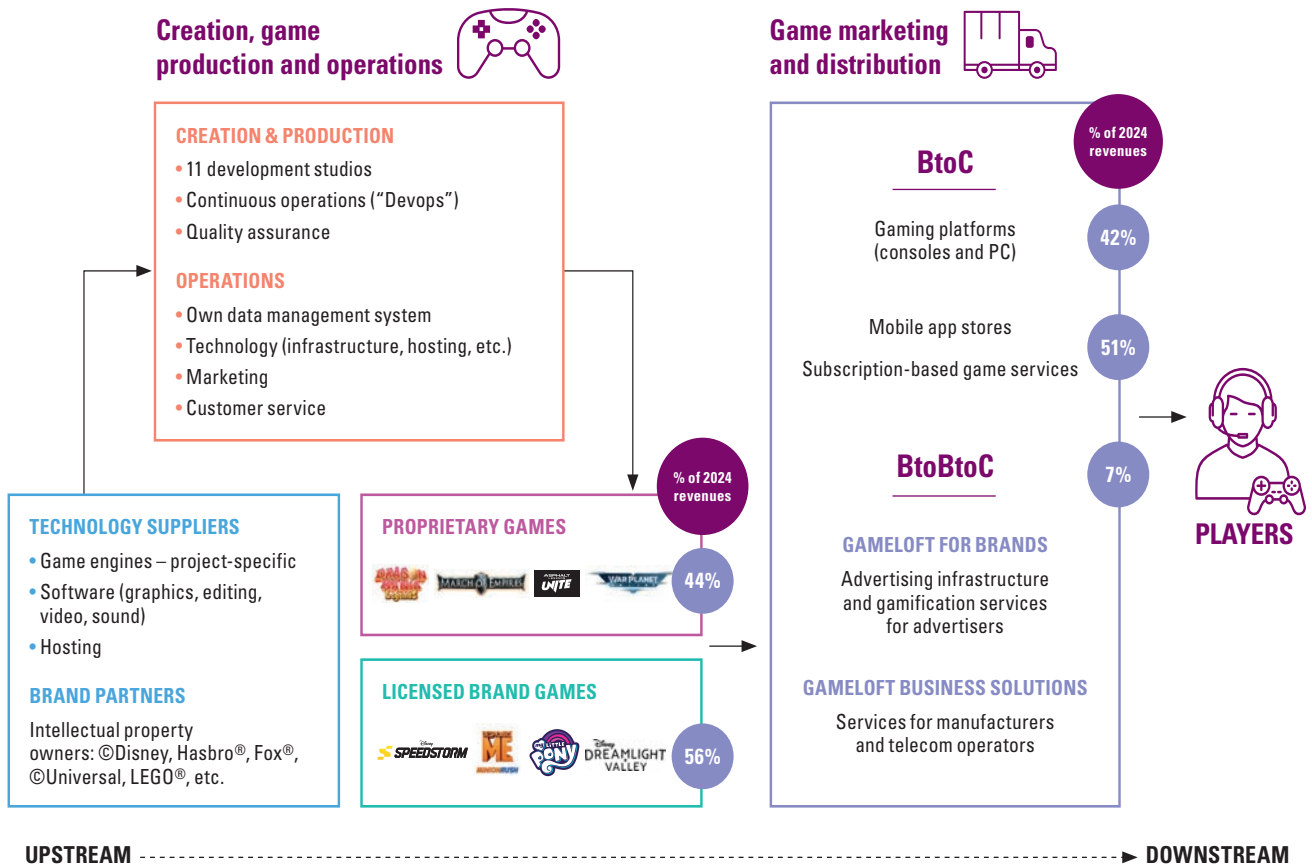 Creation, game
production and operations
Game marketing
and distribution
CREATION & PRODUCTION
• 11 development studios
• Continuous operations (“Devops”)
• Quality assurance
OPERATIONS
• Own data management system
• Technology (infrastructure, hosting, etc.)
• Marketing
• Customer service
TECHNOLOGY SUPPLIERS
• Game engines – project-specific
• Software (graphics, editing,
video, sound)
• Hosting
BRAND PARTNERS
Intellectual property
owners: ©Disney, Hasbro®, Fox®,
©Universal, LEGO®, etc.
% of 2024
revenues
PROPRIETARY GAMES
MARCH OF EMPIRES
ASPHALT
UNITE
WAR PLANET
44%
LICENSED BRAND GAMES
Disney
SPEEDSTORM
ME
MINION RUSH
MY LITTLE
PONY
Disney
DREAMLIGHT
VALLEY
56%
% of 2024
revenues
BtoC
Gaming platforms
(consoles and PC)
42%
Mobile app stores
51%
Subscription-based game services
BtoBtoC
7%
GAMELOFT FOR BRANDS
Advertising infrastructure
and gamification services
for advertisers
GAMELOFT BUSINESS SOLUTIONS
Services for manufacturers
and telecom operators
PLAYERS
UPSTREAM
DOWNSTREAM